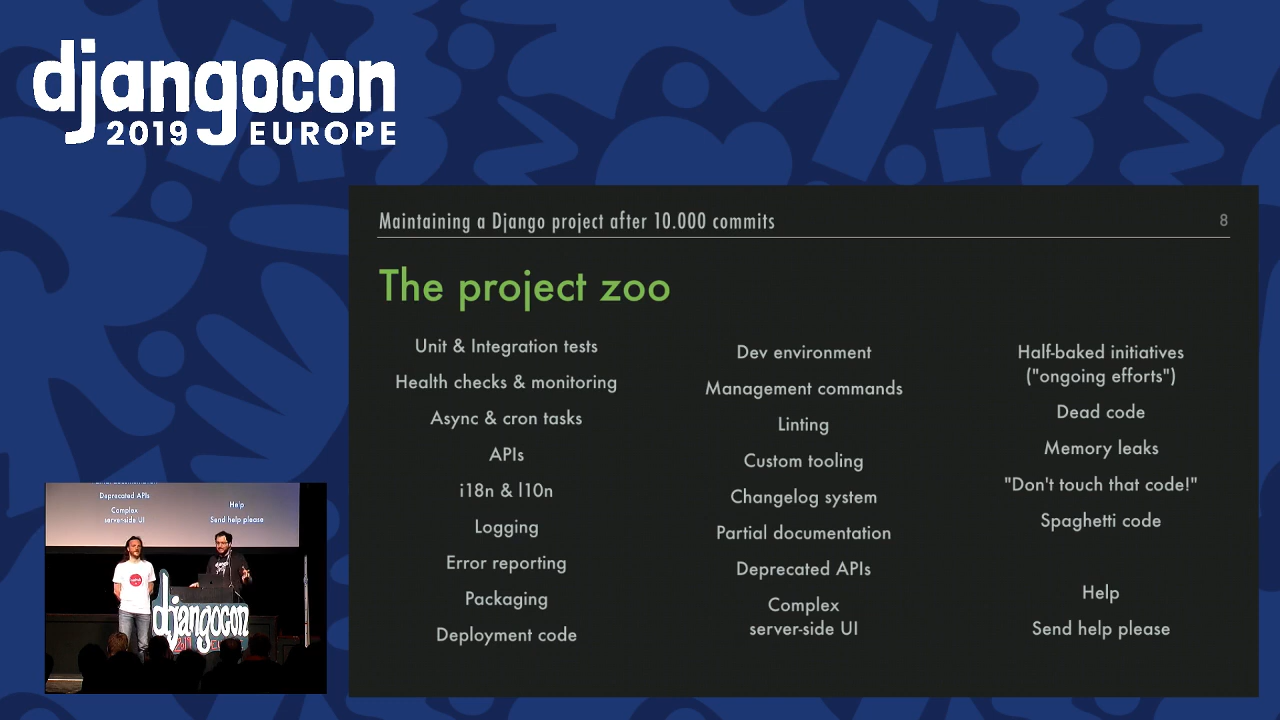 djangocon
2019 EUROPE
Maintaining a Django project after 10.000 commits
8
The project zoo
Unit & Integration tests
Health checks & monitoring
Async & cron tasks
APIs
i18n & l10n
Logging
Error reporting
Packaging
Deployment code
Dev environment
Management commands
Linting
Custom tooling
Changelog system
Partial documentation
Deprecated APIs
Complex
server-side UI
Half-baked initiatives
("ongoing efforts")
Dead code
Memory leaks
"Don't touch that code!"
Spaghetti code
Help
Send help please
Deprecated APIs
Complex
server-side UI
Help
Send help please
djangocon